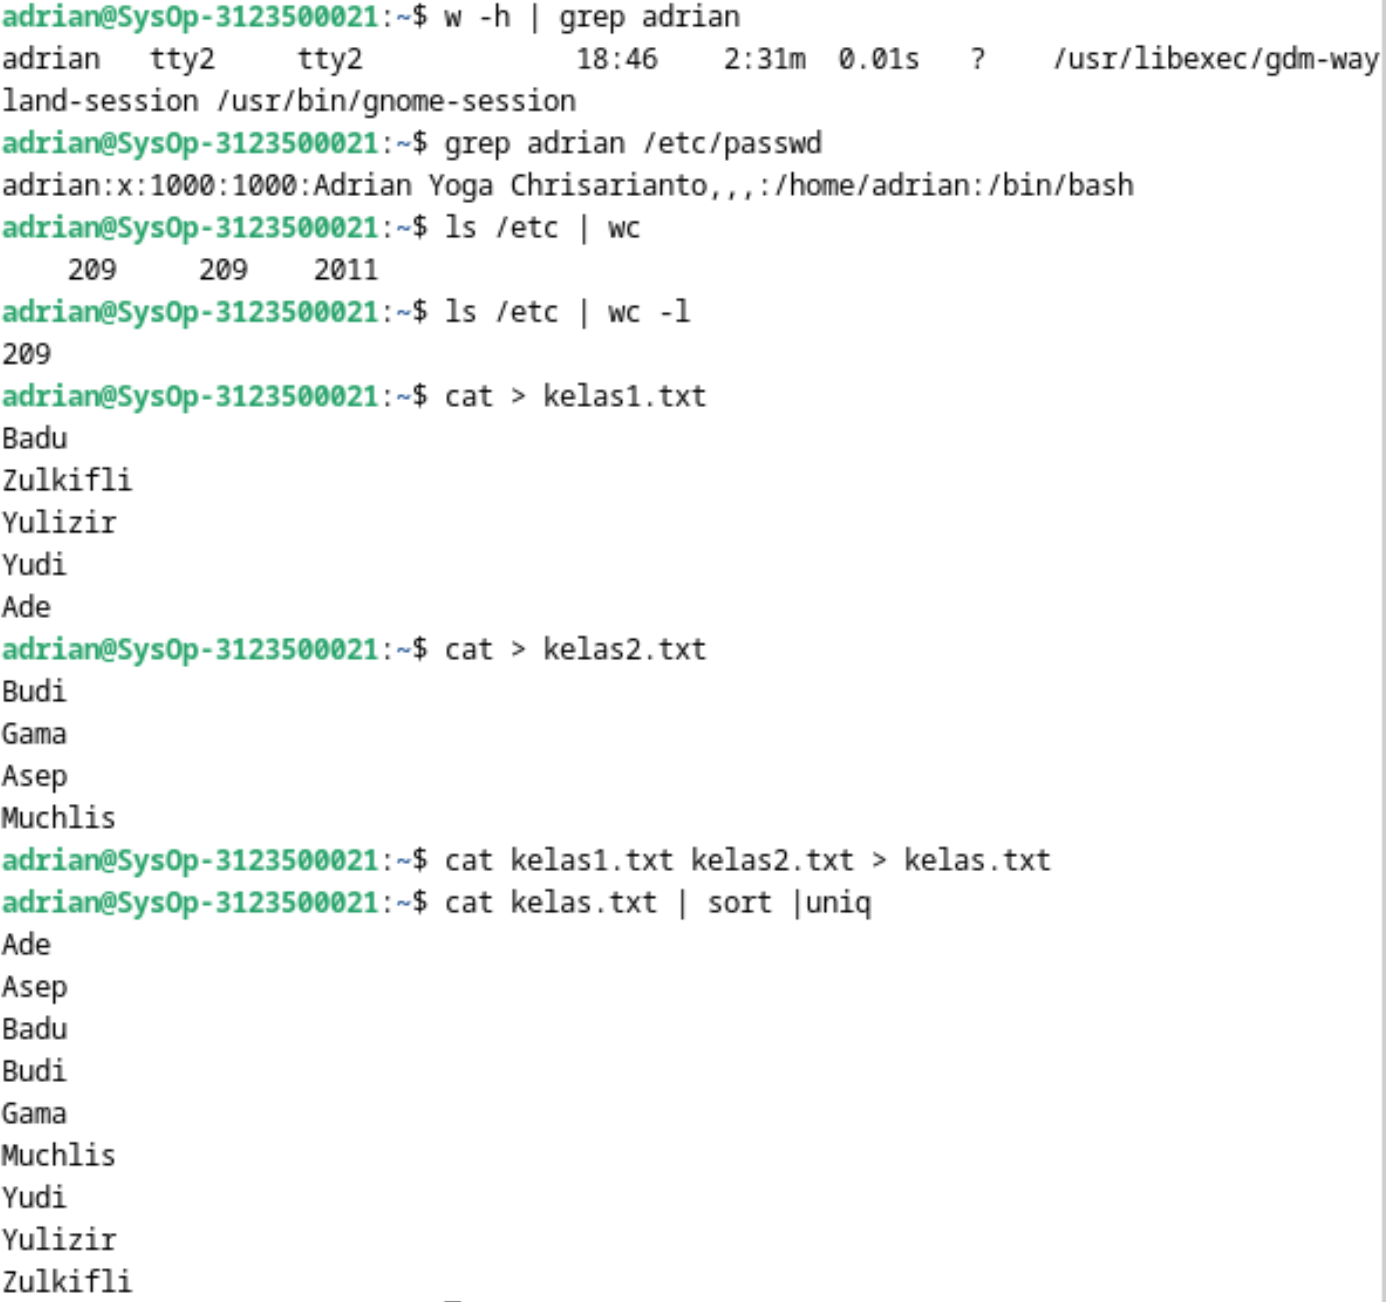 adrian@SysOp-3123500021:~$ w -h | grep adrian
adrian   tty2     tty2             18:46    2:31m  0.01s   ?    /usr/libexec/gdm-way
land-session /usr/bin/gnome-session
adrian@SysOp-3123500021:~$ grep adrian /etc/passwd
adrian:x:1000:1000:Adrian Yoga Chrisarianto,,,:/home/adrian:/bin/bash
adrian@SysOp-3123500021:~$ ls /etc | wc
    209     209    2011
adrian@SysOp-3123500021:~$ ls /etc | wc -l
209
adrian@SysOp-3123500021:~$ cat > kelas1.txt
Badu
Zulkifli
Yulizir
Yudi
Ade
adrian@SysOp-3123500021:~$ cat > kelas2.txt
Budi
Gama
Asep
Muchlis
adrian@SysOp-3123500021:~$ cat kelas1.txt kelas2.txt > kelas.txt
adrian@SysOp-3123500021:~$ cat kelas.txt | sort |uniq
Ade
Asep
Badu
Budi
Gama
Muchlis
Yudi
Yulizir
Zulkifli